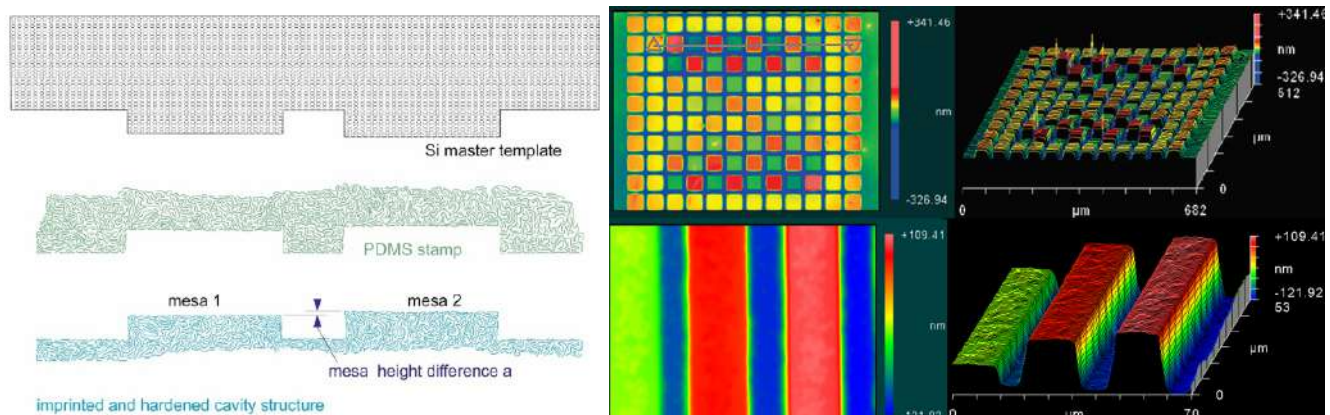 Si master template
PDMS stamp
mesa 1
mesa 2
mesa height difference a
imprinted and hardened cavity structure
+341.46
nm
-326.94
+341.46
nm
-326.94
512
µm
0
0
µm
682
+109.41
nm
+109.41
nm
-121.92
53
µm
0
0
µm
70